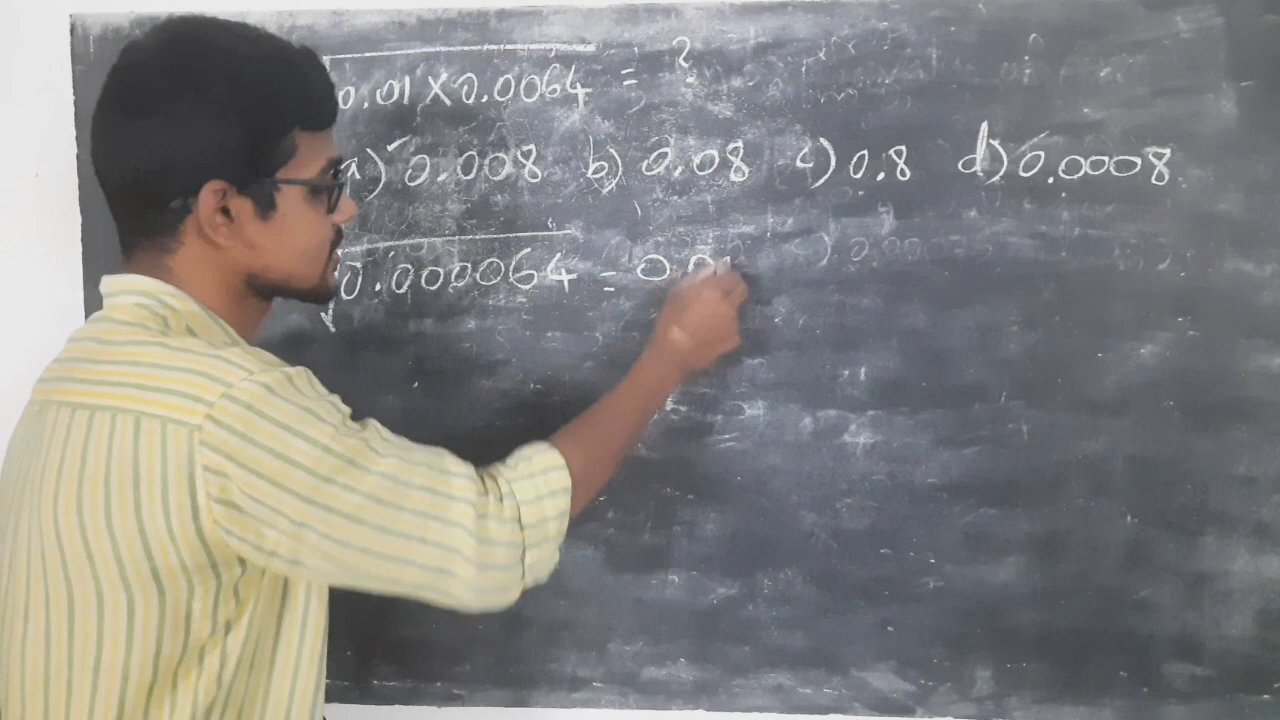 √0.01 × 0.0064 = ?
a) 0.008 b) 0.08 c) 0.8 d) 0.0008
√0.000064 = 0.0